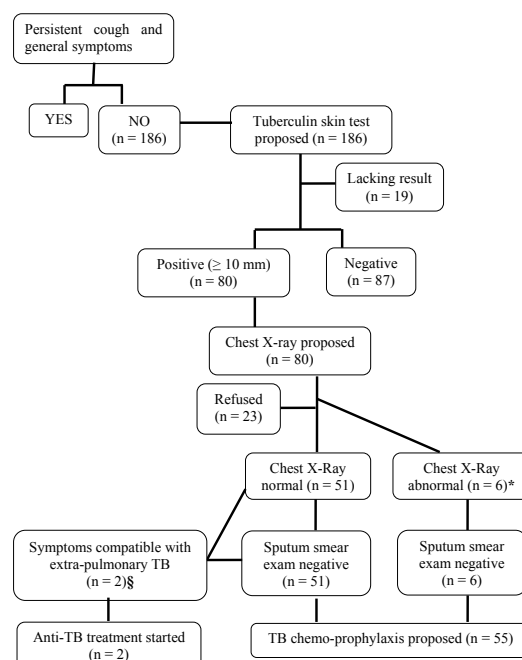 Persistent cough and
general symptoms
YES
NO
(n = 186)
Tuberculin skin test
proposed (n = 186)
Lacking result
(n = 19)
Positive (≥ 10 mm)
(n = 80)
Negative
(n = 87)
Chest X-ray proposed
(n = 80)
Refused
(n = 23)
Chest X-Ray
normal (n = 51)
Chest X-Ray
abnormal (n = 6)*
Symptoms compatible with
extra-pulmonary TB
(n = 2)§
Sputum smear
exam negative
(n = 51)
Sputum smear
exam negative
(n = 6)
Anti-TB treatment started
(n = 2)
TB chemo-prophylaxis proposed (n = 55)